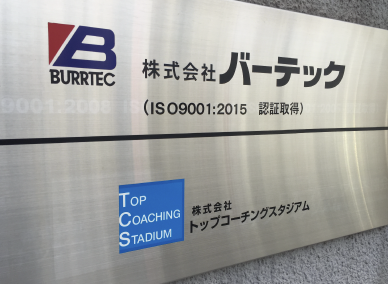 B
BURRTEC
株式会社 バーテック
(ISO9001:2015 認証取得)
9001:2008
TOP
COACHING
STADIUM
株式会社
トップコーチングスタジアム